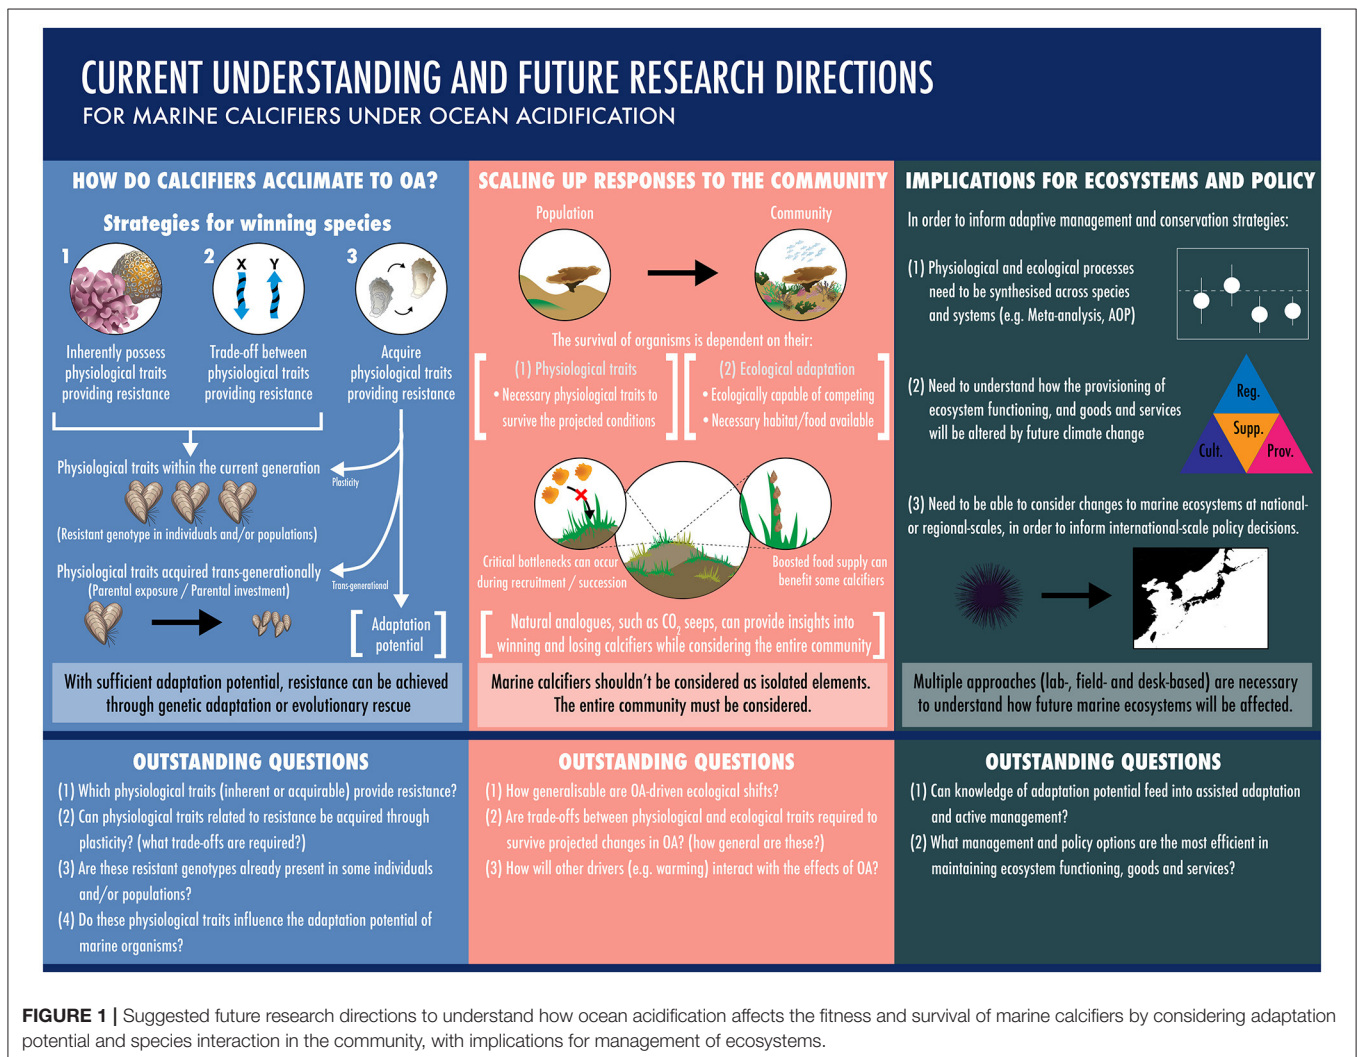 CURRENT UNDERSTANDING AND FUTURE RESEARCH DIRECTIONS
FOR MARINE CALCIFIERS UNDER OCEAN ACIDIFICATION
HOW DO CALCIFIERS ACCLIMATE TO OA?
Strategies for winning species
1
2
3
X
Y
Inherently possess
physiological traits
providing resistance
Trade-off between
physiological traits
providing resistance
Acquire
physiological traits
providing resistance
Physiological traits within the current generation
Plasticity
(Resistant genotype in individuals and/or populations)
Physiological traits acquired trans-generationally
(Parental exposure / Parental investment)
Trans-generational
Adaptation
potential
With sufficient adaptation potential, resistance can be achieved
through genetic adaptation or evolutionary rescue
OUTSTANDING QUESTIONS
(1) Which physiological traits (inherent or acquirable) provide resistance?
(2) Can physiological traits related to resistance be acquired through
plasticity? (what trade-offs are required?)
(3) Are these resistant genotypes already present in some individuals
and/or populations?
(4) Do these physiological traits influence the adaptation potential of
marine organisms?
SCALING UP RESPONSES TO THE COMMUNITY
Population
Community
The survival of organisms is dependent on their:
(1) Physiological traits
• Necessary physiological traits to
survive the projected conditions
(2) Ecological adaptation
• Ecologically capable of competing
• Necessary habitat/food available
Critical bottlenecks can occur
during recruitment / succession
Boosted food supply can
benefit some calcifiers
Natural analogues, such as CO2 seeps, can provide insights into
winning and losing calcifiers while considering the entire community
Marine calcifiers shouldn't be considered as isolated elements.
The entire community must be considered.
OUTSTANDING QUESTIONS
(1) How generalisable are OA-driven ecological shifts?
(2) Are trade-offs between physiological and ecological traits required to
survive projected changes in OA? (how general are these?)
(3) How will other drivers (e.g. warming) interact with the effects of OA?
IMPLICATIONS FOR ECOSYSTEMS AND POLICY
In order to inform adaptive management and conservation strategies:
(1) Physiological and ecological processes
need to be synthesised across species
and systems (e.g. Meta-analysis, AOP)
(2) Need to understand how the provisioning of
ecosystem functioning, and goods and services
will be altered by future climate change
Reg.
Supp.
Cult.
Prov.
(3) Need to be able to consider changes to marine ecosystems at national-
or regional-scales, in order to inform international-scale policy decisions.
Multiple approaches (lab-, field- and desk-based) are necessary
to understand how future marine ecosystems will be affected.
OUTSTANDING QUESTIONS
(1) Can knowledge of adaptation potential feed into assisted adaptation
and active management?
(2) What management and policy options are the most efficient in
maintaining ecosystem functioning, goods and services?
FIGURE 1 | Suggested future research directions to understand how ocean acidification affects the fitness and survival of marine calcifiers by considering adaptation
potential and species interaction in the community, with implications for management of ecosystems.